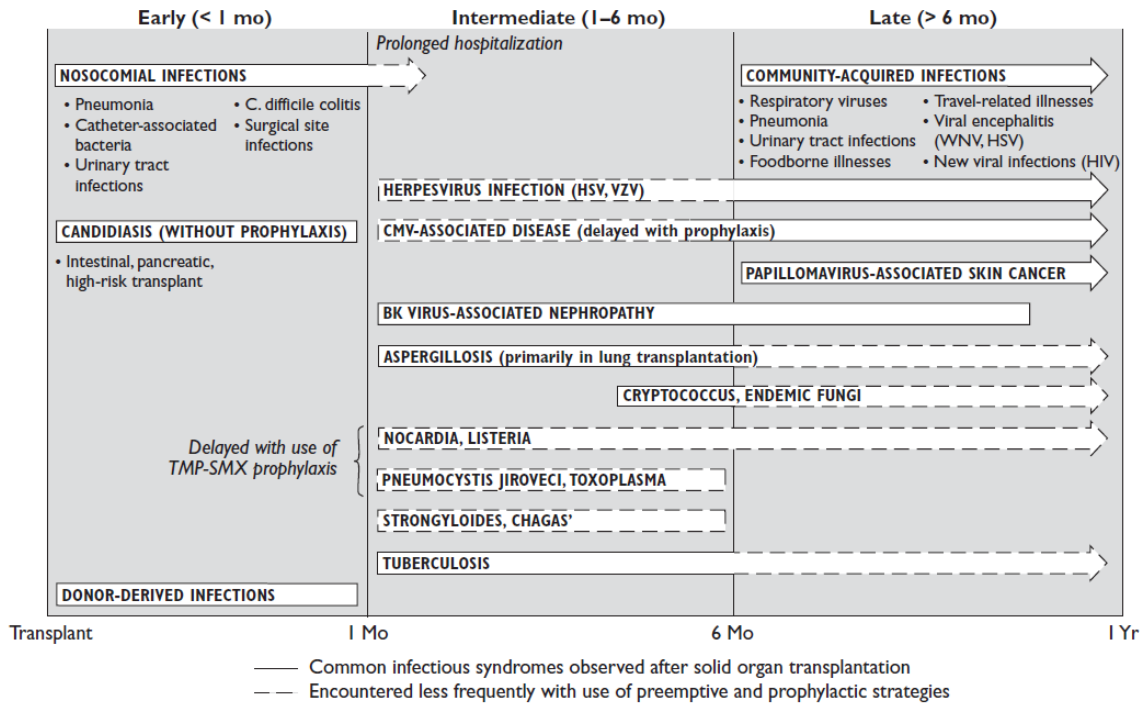 Early (< 1 mo)
Intermediate (1–6 mo)
Late (> 6 mo)
Prolonged hospitalization
NOSOCOMIAL INFECTIONS
• Pneumonia
• Catheter-associated
bacteria
• Urinary tract
infections
• C. difficile colitis
• Surgical site
infections
COMMUNITY-ACQUIRED INFECTIONS
• Respiratory viruses
• Pneumonia
• Urinary tract infections
• Foodborne illnesses
• Travel-related illnesses
• Viral encephalitis
(WNV, HSV)
• New viral infections (HIV)
HERPESVIRUS INFECTION (HSV, VZV)
CANDIDIASIS (WITHOUT PROPHYLAXIS)
• Intestinal, pancreatic,
high-risk transplant
CMV-ASSOCIATED DISEASE (delayed with prophylaxis)
PAPILLOMAVIRUS-ASSOCIATED SKIN CANCER
BK VIRUS-ASSOCIATED NEPHROPATHY
ASPERGILLOSIS (primarily in lung transplantation)
CRYPTOCOCCUS, ENDEMIC FUNGI
Delayed with use of
TMP-SMX prophylaxis
NOCARDIA, LISTERIA
PNEUMOCYSTIS JIROVECI, TOXOPLASMA
STRONGYLOIDES, CHAGAS’
TUBERCULOSIS
DONOR-DERIVED INFECTIONS
Transplant
1 Mo
6 Mo
1 Yr
Common infectious syndromes observed after solid organ transplantation
Encountered less frequently with use of preemptive and prophylactic strategies